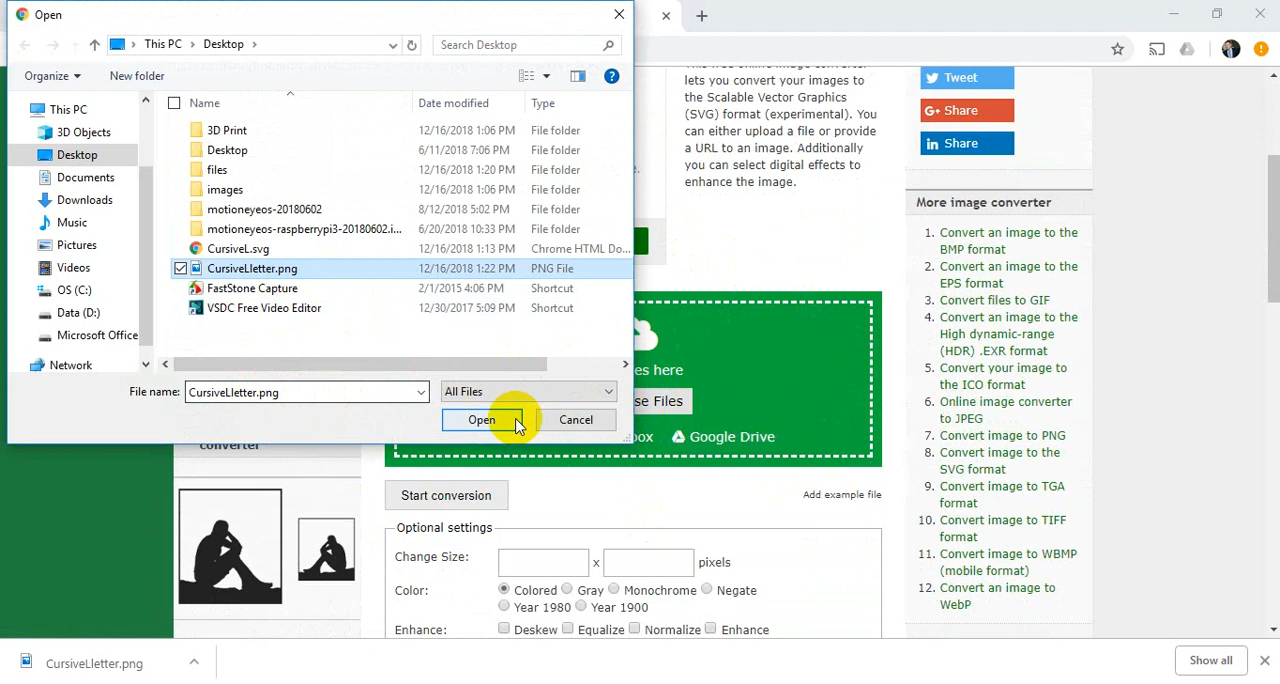 Open
This PC > Desktop >
Search Desktop
Organize
New folder
Name
Date modified
Type
This PC
3D Objects
Desktop
Documents
Downloads
Music
Pictures
Videos
OS (C:)
Data (D:)
Microsoft Office
Network
3D Print 12/16/2018 1:06 PM File folder
Desktop 6/11/2018 7:06 PM File folder
files 12/16/2018 1:20 PM File folder
images 12/16/2018 1:06 PM File folder
motioneyeos-20180602 8/12/2018 5:02 PM File folder
motioneyeos-raspberrypi3-20180602.i... 6/20/2018 10:33 PM File folder
CursiveL.svg 12/16/2018 1:13 PM Chrome HTML Do...
CursiveLletter.png 12/16/2018 1:22 PM PNG File
FastStone Capture 2/1/2015 4:06 PM Shortcut
VSDC Free Video Editor 12/30/2017 5:09 PM Shortcut
File name: CursiveLletter.png
All Files
Open
Cancel
This free online image converter
lets you convert your images to
the Scalable Vector Graphics
(SVG) format (experimental). You
can either upload a file or provide
a URL to an image. Additionally
you can select digital effects to
enhance the image.
Tweet
G+ Share
in Share
More image converter
1. Convert an image to the
BMP format
2. Convert an image to the
EPS format
3. Convert files to GIF
4. Convert an image to the
High dynamic-range
(HDR) .EXR format
5. Convert your image to
the ICO format
6. Online image converter
to JPEG
7. Convert image to PNG
8. Convert image to the
SVG format
9. Convert image to TGA
format
10. Convert image to TIFF
format
11. Convert image to WBMP
(mobile format)
12. Convert an image to
WebP
es here
se Files
box
Google Drive
converter
Start conversion
Add example file
Optional settings
Change Size: x pixels
Color: Colored Gray Monochrome Negate
Year 1980 Year 1900
Enhance: Deskew Equalize Normalize Enhance
CursiveLletter.png
Show all